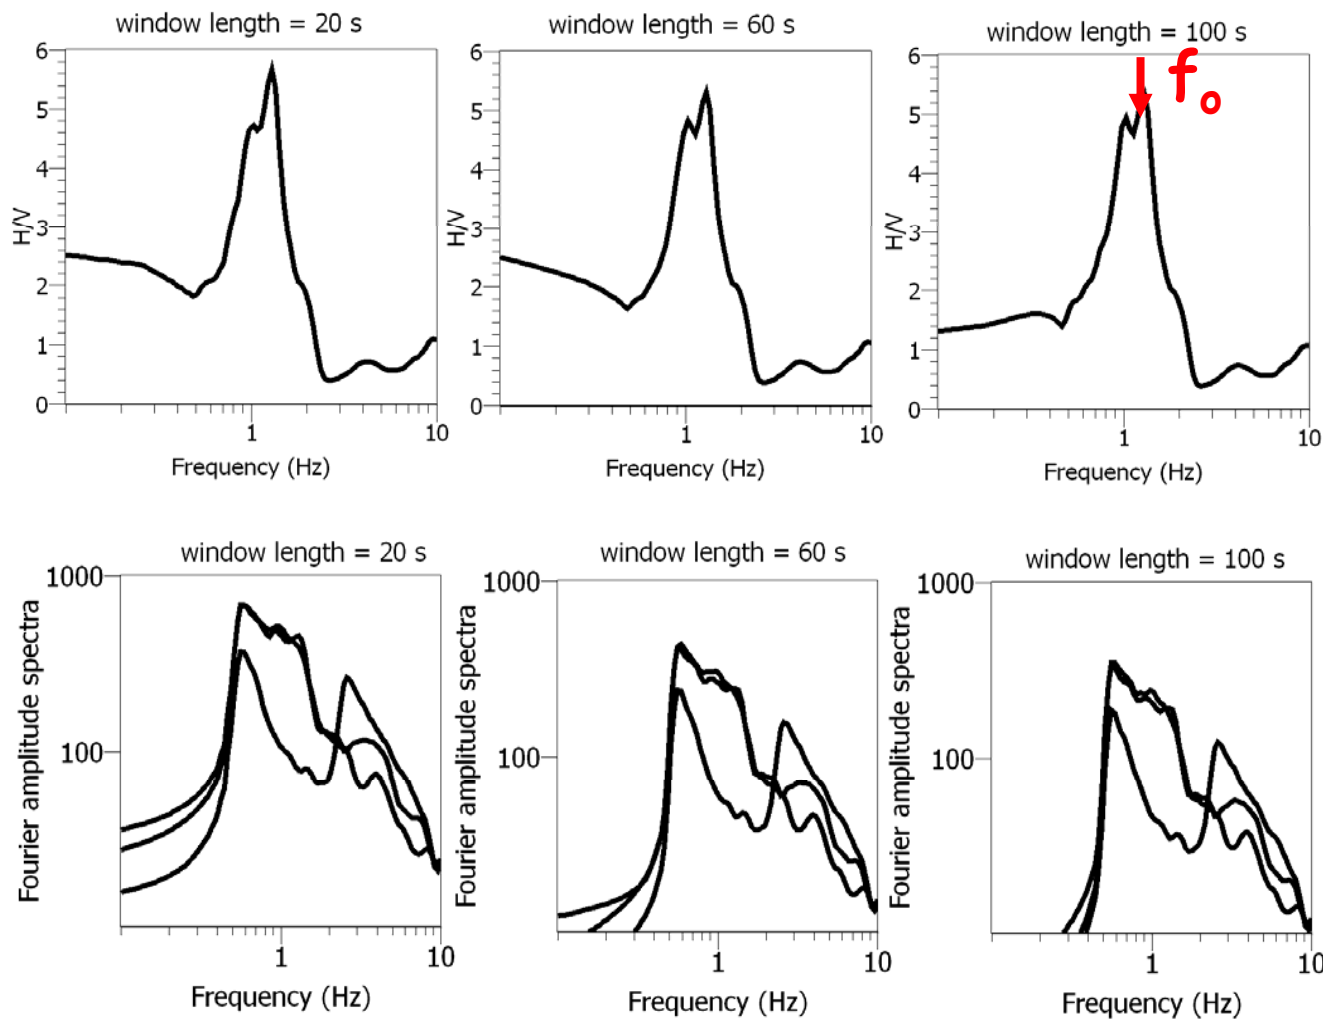 window length = 20 s
6
5
4
3
2
1
0
H/V
1
10
Frequency (Hz)
window length = 60 s
6
5
4
3
2
1
0
H/V
1
10
Frequency (Hz)
window length = 100 s
f0
6
5
4
3
2
1
0
H/V
1
10
Frequency (Hz)
window length = 20 s
1000
100
Fourier amplitude spectra
1
10
Frequency (Hz)
window length = 60 s
1000
100
Fourier amplitude spectra
1
10
Frequency (Hz)
window length = 100 s
1000
100
Fourier amplitude spectra
1
10
Frequency (Hz)